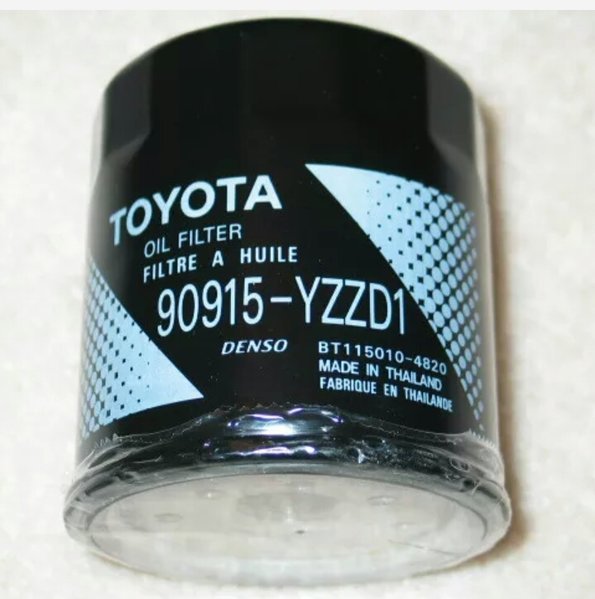 TOYOTA
OIL FILTER
FILTRE A HUILE
90915-YZZD1
DENSO
BT115010-4820
MADE IN THAILAND
FABRIQUE EN THAILANDE